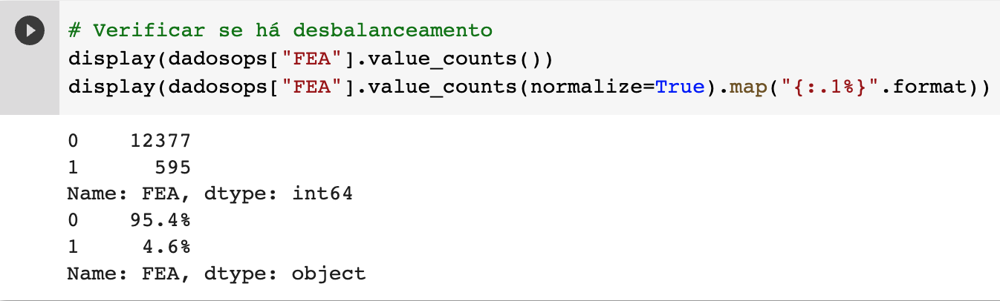 # Verificar se há desbalanceamento
display(dadosops["FEA"].value_counts())
display(dadosops["FEA"].value_counts(normalize=True).map("{:.1%}".format))
0    12377
1      595
Name: FEA, dtype: int64
0    95.4%
1     4.6%
Name: FEA, dtype: object